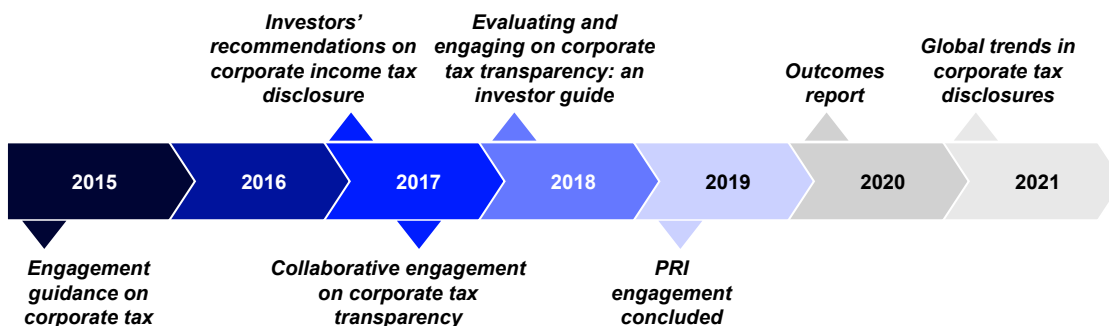 Investors'
recommendations on
corporate income tax
disclosure
Evaluating and
engaging on corporate
tax transparency: an
investor guide
Outcomes
report
Global trends in
corporate tax
disclosures
2015
2016
2017
2018
2019
2020
2021
Engagement
guidance on
corporate tax
Collaborative engagement
on corporate tax
transparency
PRI
engagement
concluded